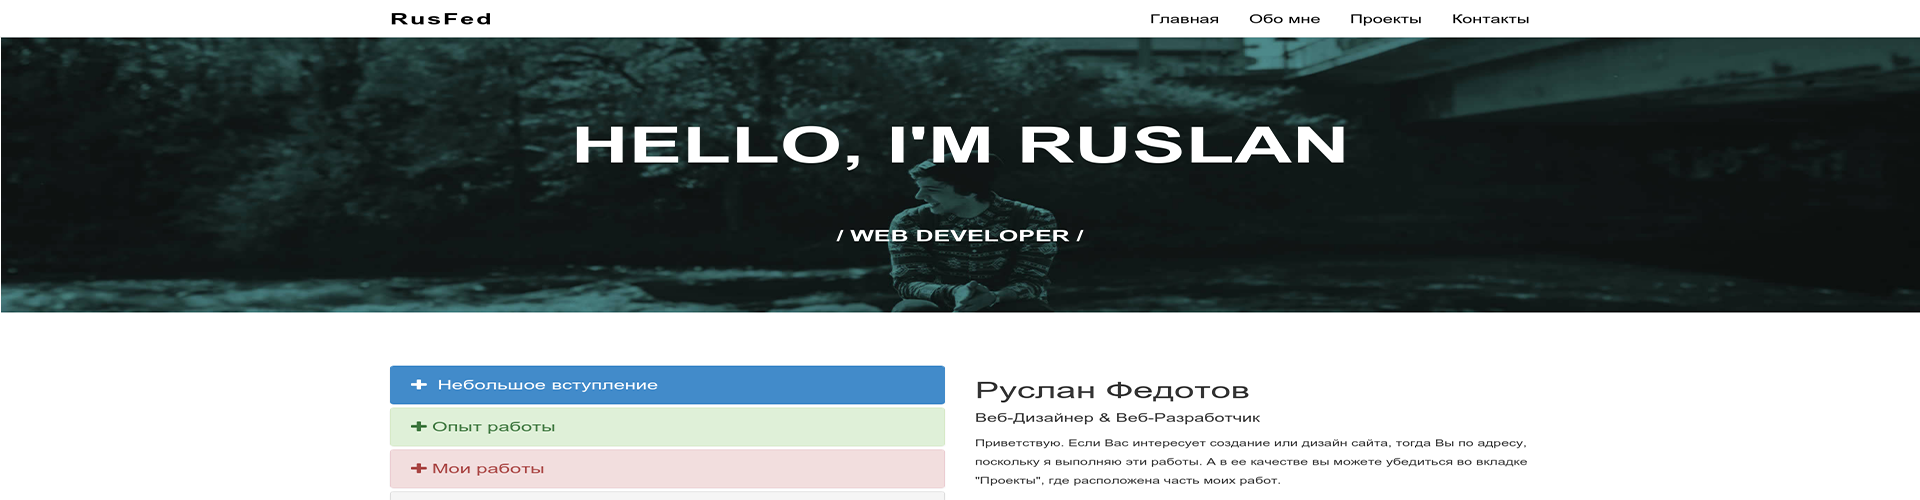 RusFed
Главная Обо мне Проекты Контакты
HELLO, I'M RUSLAN
/ WEB DEVELOPER /
Небольшое вступление
Опыт работы
Мои работы
Руслан Федотов
Веб-Дизайнер & Веб-Разработчик
Приветствую. Если Вас интересует создание или дизайн сайта, тогда Вы по адресу,
поскольку я выполняю эти работы. А в ее качестве вы можете убедиться во вкладке
"Проекты", где расположена часть моих работ.